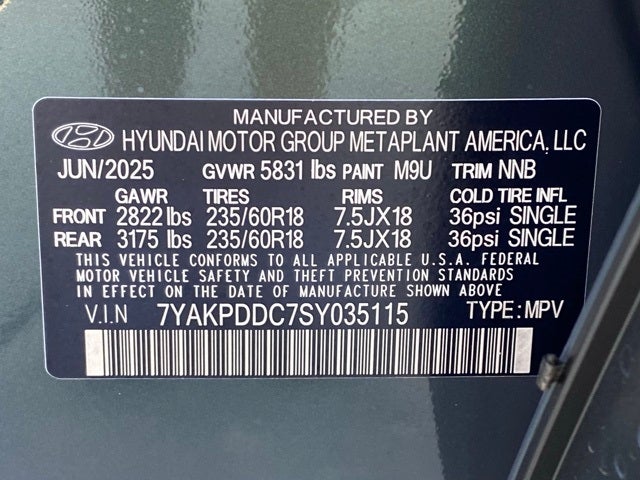 MANUFACTURED BY
HYUNDAI MOTOR GROUP METAPLANT AMERICA, LLC
JUN/2025 GVWR 5831 lbs PAINT M9U TRIM NNB
GAWR TIRES RIMS COLD TIRE INFL
FRONT 2822 lbs 235/60R18 7.5JX18 36psi SINGLE
REAR 3175 lbs 235/60R18 7.5JX18 36psi SINGLE
THIS VEHICLE CONFORMS TO ALL APPLICABLE U.S.A. FEDERAL
MOTOR VEHICLE SAFETY AND THEFT PREVENTION STANDARDS
IN EFFECT ON THE DATE OF MANUFACTURE SHOWN ABOVE
V.I.N 7YAKPDDC7SY035115 TYPE: MPV